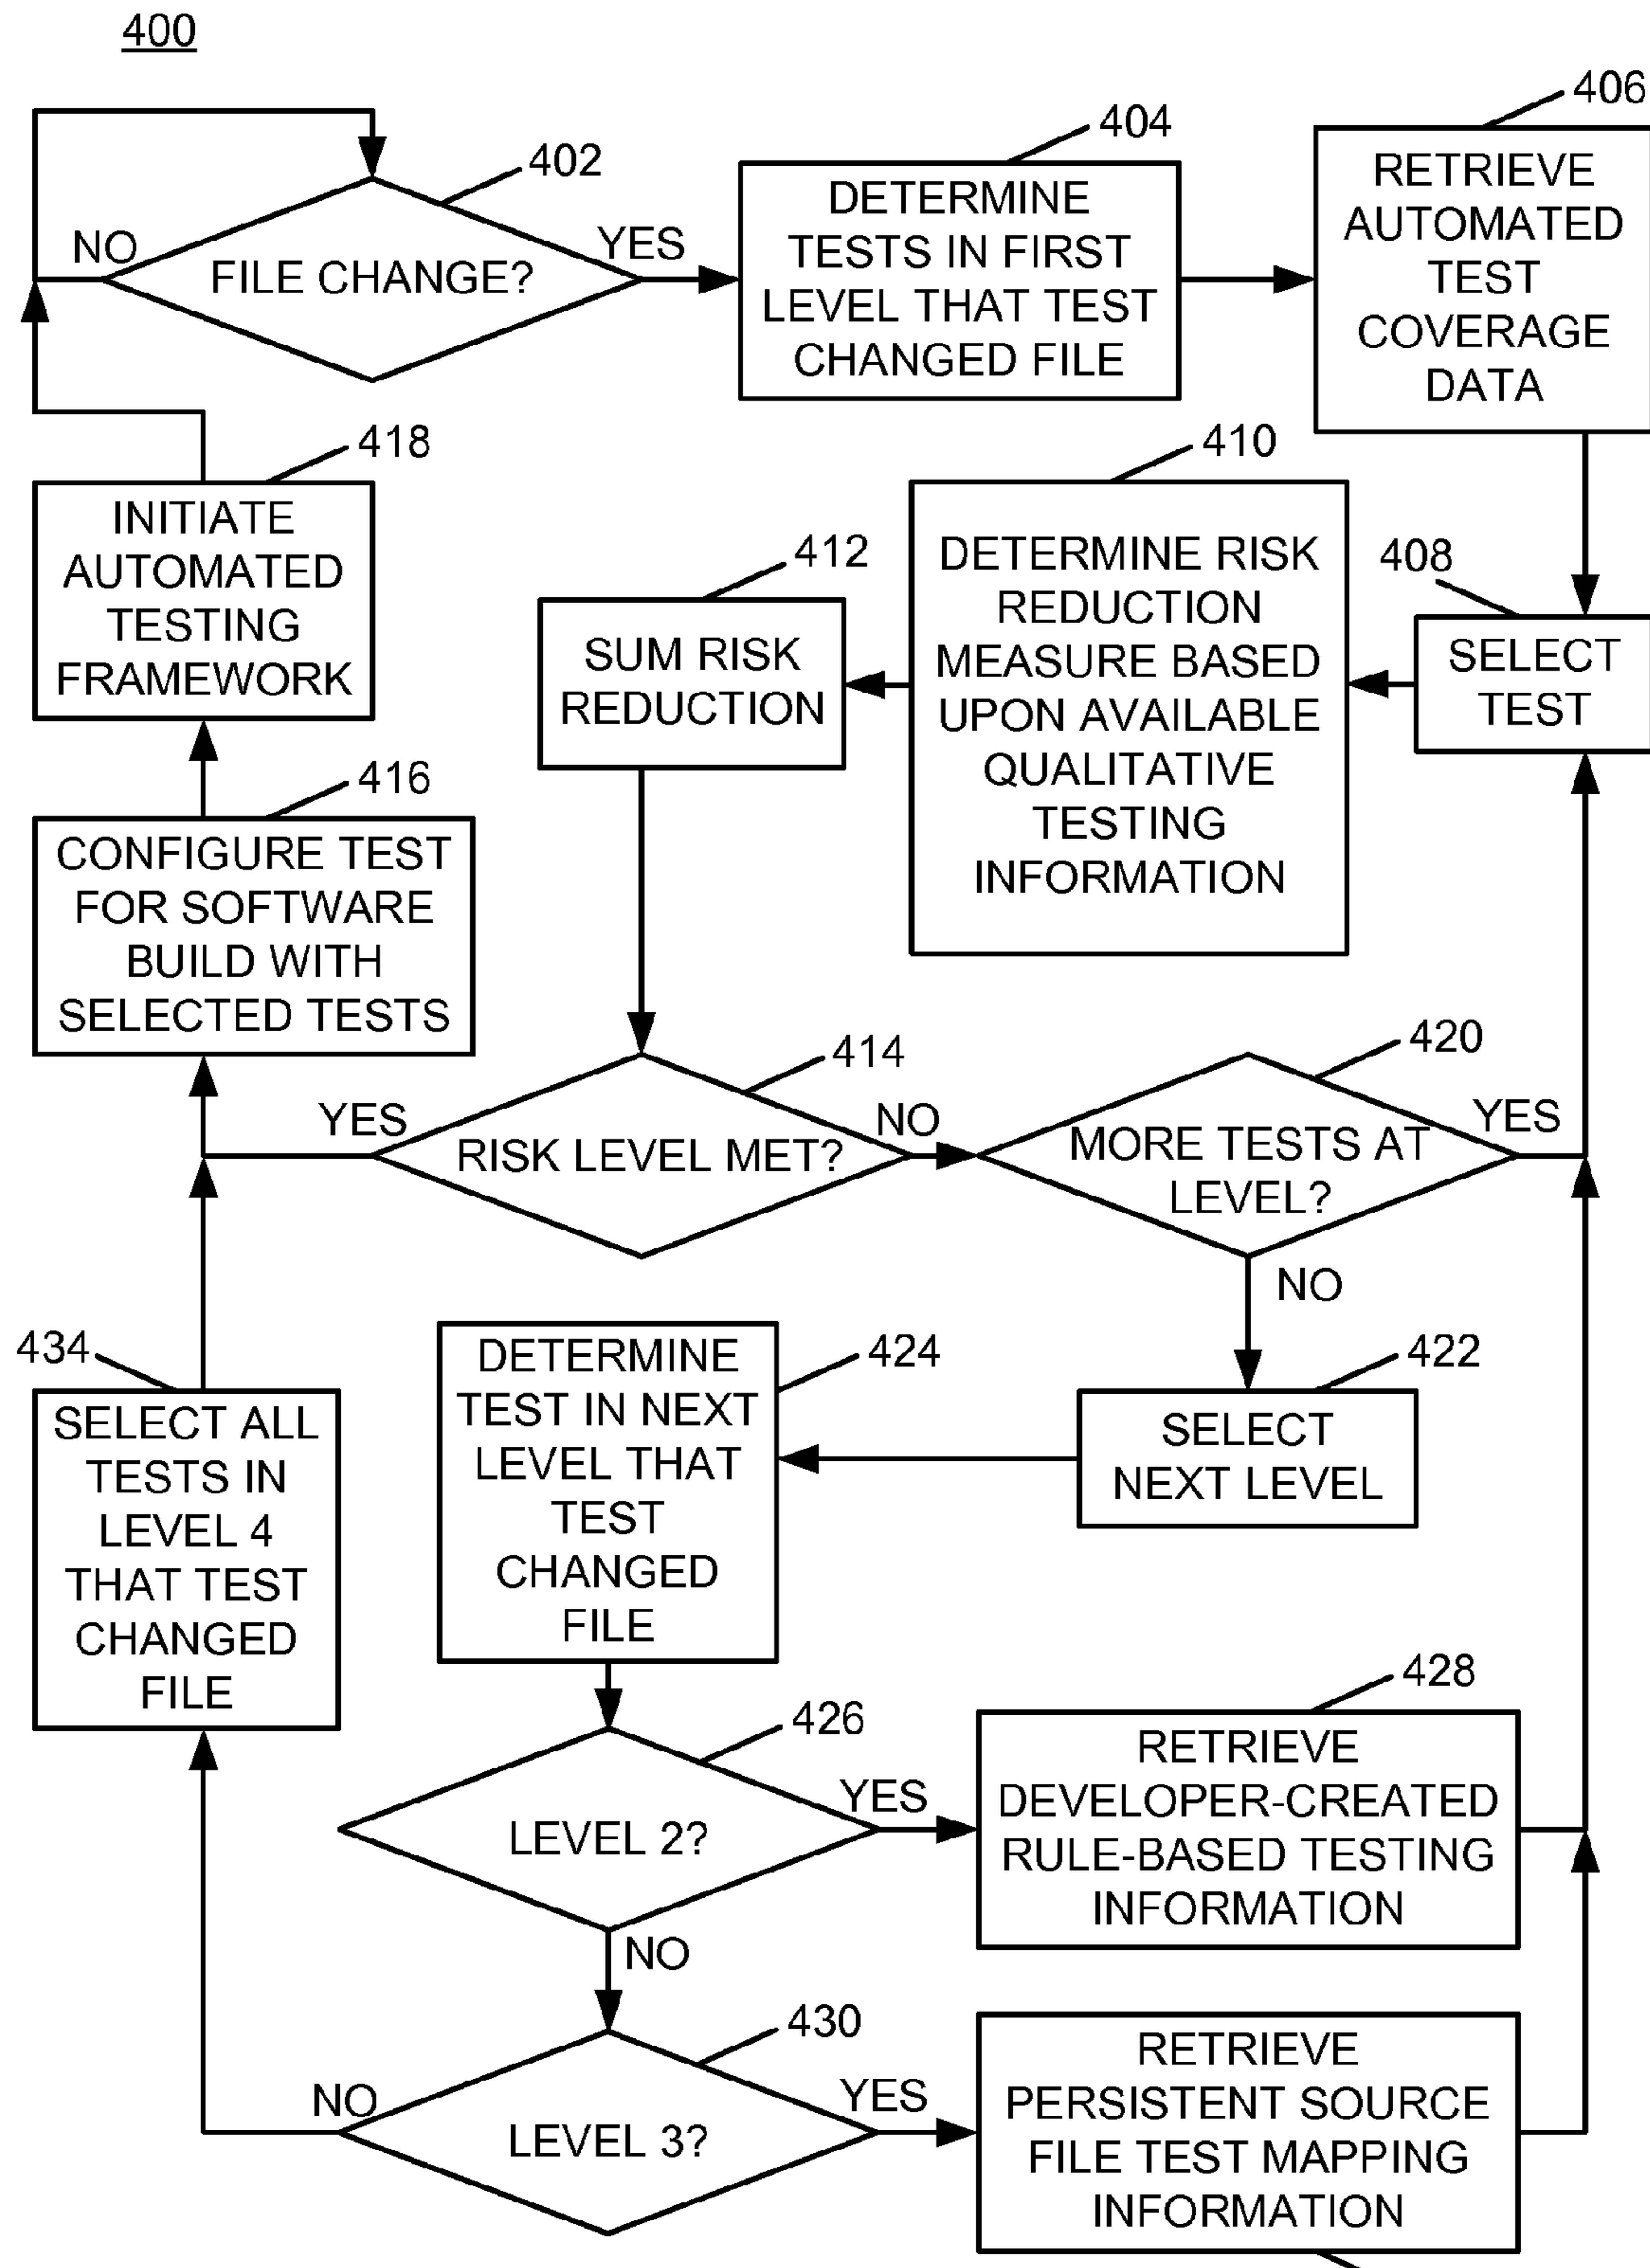 400
402
FILE CHANGE?
NO
YES
404
DETERMINE
TESTS IN FIRST
LEVEL THAT TEST
CHANGED FILE
406
RETRIEVE
AUTOMATED
TEST
COVERAGE
DATA
408
SELECT
TEST
410
DETERMINE RISK
REDUCTION
MEASURE BASED
UPON AVAILABLE
QUALITATIVE
TESTING
INFORMATION
412
SUM RISK
REDUCTION
418
INITIATE
AUTOMATED
TESTING
FRAMEWORK
416
CONFIGURE TEST
FOR SOFTWARE
BUILD WITH
SELECTED TESTS
414
YES
RISK LEVEL MET?
NO
420
MORE TESTS AT
LEVEL?
YES
NO
422
SELECT
NEXT LEVEL
424
DETERMINE
TEST IN NEXT
LEVEL THAT
TEST
CHANGED
FILE
434
SELECT ALL
TESTS IN
LEVEL 4
THAT TEST
CHANGED
FILE
426
LEVEL 2?
YES
NO
428
RETRIEVE
DEVELOPER-CREATED
RULE-BASED TESTING
INFORMATION
430
NO
LEVEL 3?
YES
RETRIEVE
PERSISTENT SOURCE
FILE TEST MAPPING
INFORMATION